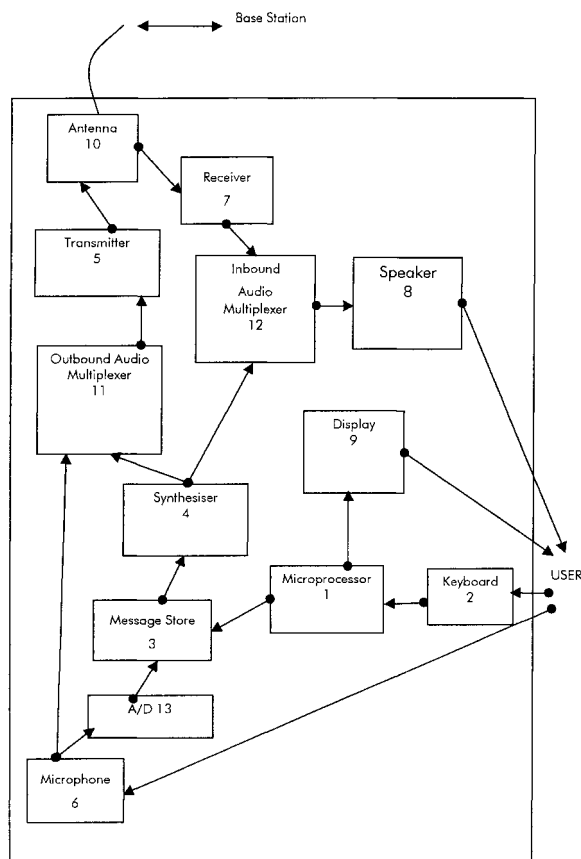 Base Station
Antenna
10
Receiver
7
Transmitter
5
Inbound
Audio
Multiplexer
12
Speaker
8
Outbound Audio
Multiplexer
11
Display
9
Synthesiser
4
Microprocessor
1
Keyboard
2
USER
Message Store
3
A/D 13
Microphone
6